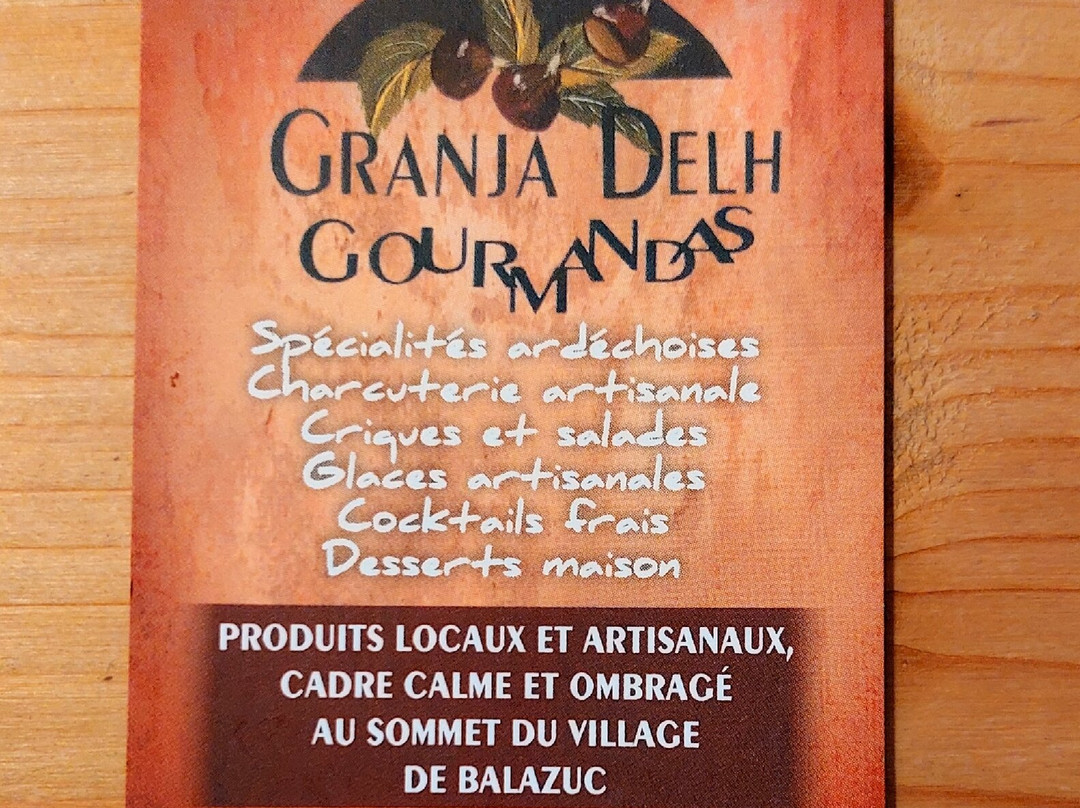 GRANJA DELH
GOURMANDAS
Spécialités ardéchoises
Charcuterie artisanale
Criques et salades
Glaces artisanales
Cocktails frais
Desserts maison
PRODUITS LOCAUX ET ARTISANAUX,
CADRE CALME ET OMBRAGÉ
AU SOMMET DU VILLAGE
DE BALAZUC